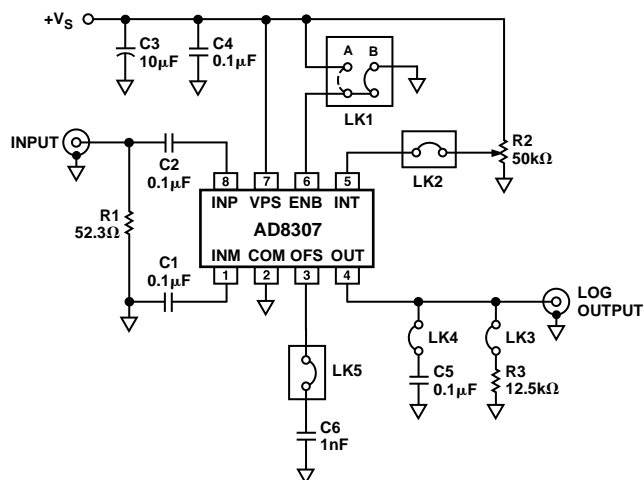 +VS
C3
10µF
C4
0.1µF
A B
LK1
INPUT
C2
0.1µF
R2
50kΩ
LK2
8 7 6 5
INP VPS ENB INT
AD8307
INM COM OFS OUT
1 2 3 4
R1
52.3Ω
C1
0.1µF
LOG
OUTPUT
LK4
LK3
LK5
C5
0.1µF
R3
12.5kΩ
C6
1nF